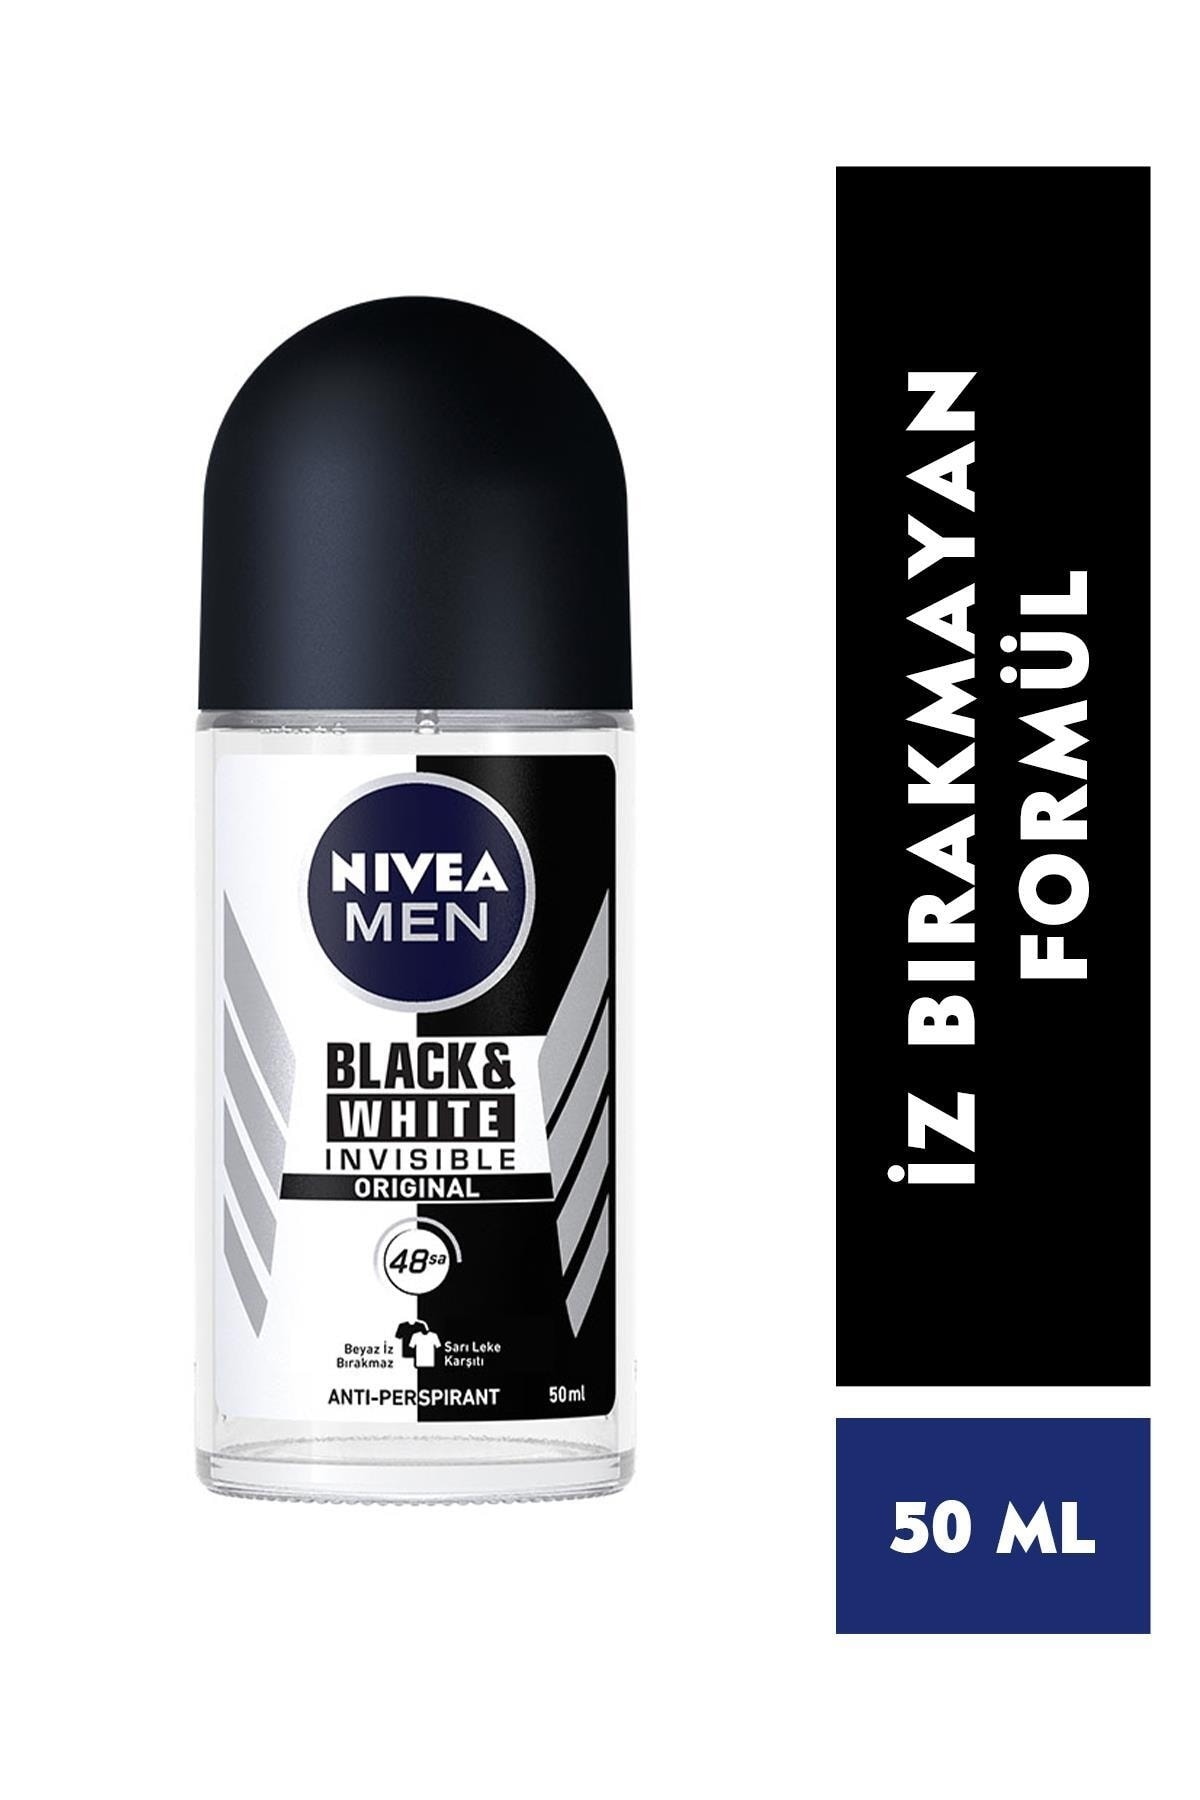 NIVEA
MEN
BLACK&
WHITE
INVISIBLE
ORIGINAL
48sa
Beyaz İz
Bırakmaz
Sarı Leke
Karşıtı
ANTI-PERSPIRANT 50ml
İZ BIRAKMAYAN
FORMÜL
50 ML